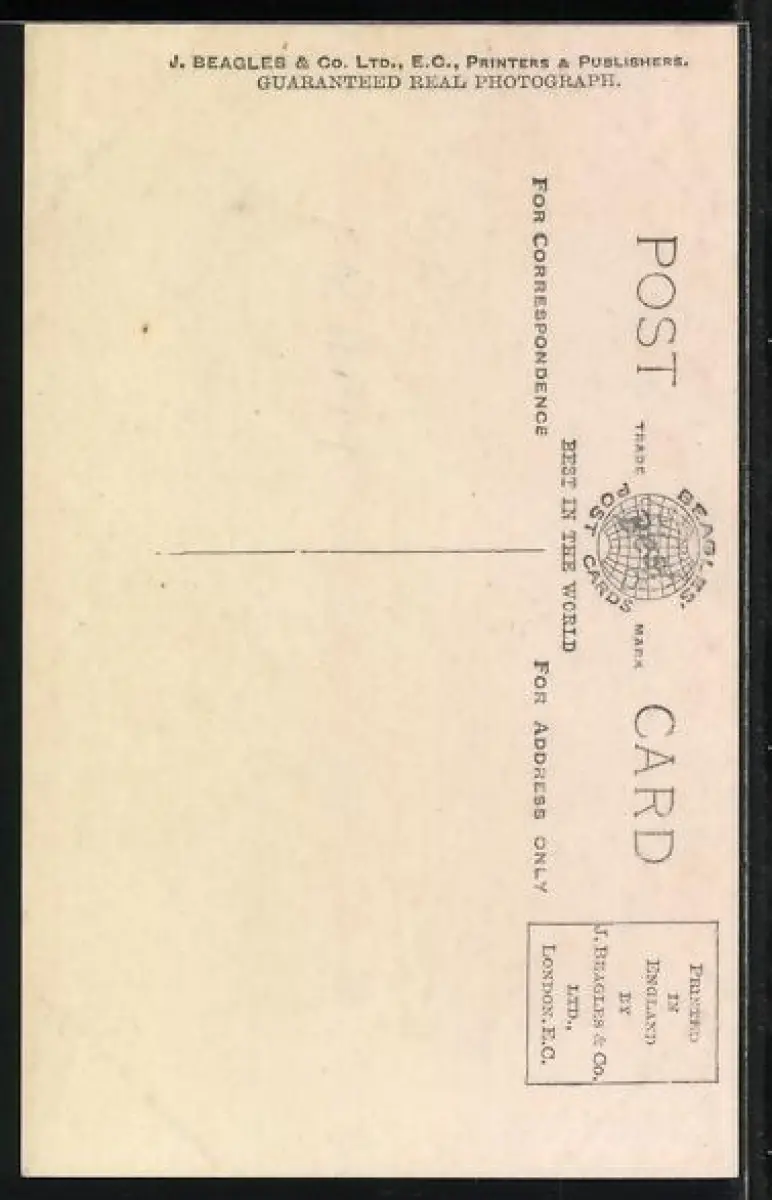 J. BEAGLES & CO. LTD., E.C., PRINTERS & PUBLISHERS.
GUARANTEED REAL PHOTOGRAPH.
POST CARD
TRADE MARK
BEAGLES'
POST CARDS
BEST IN THE WORLD
FOR CORRESPONDENCE
FOR ADDRESS ONLY
PRINTED
IN
ENGLAND
BY
J. BEAGLES & CO.
LTD.,
LONDON. E.C.